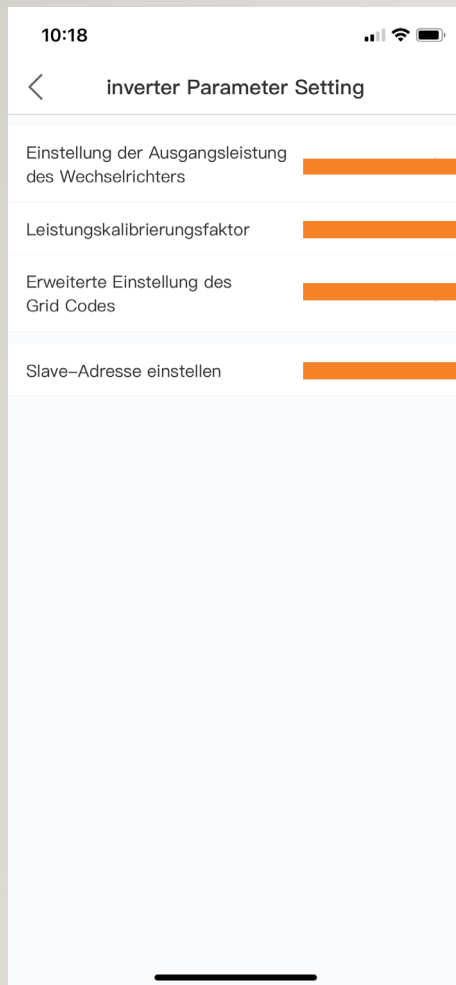 10:18
inverter Parameter Setting
Einstellung der Ausgangsleistung
des Wechselrichters
Leistungskalibrierungsfaktor
Erweiterte Einstellung des
Grid Codes
Slave-Adresse einstellen